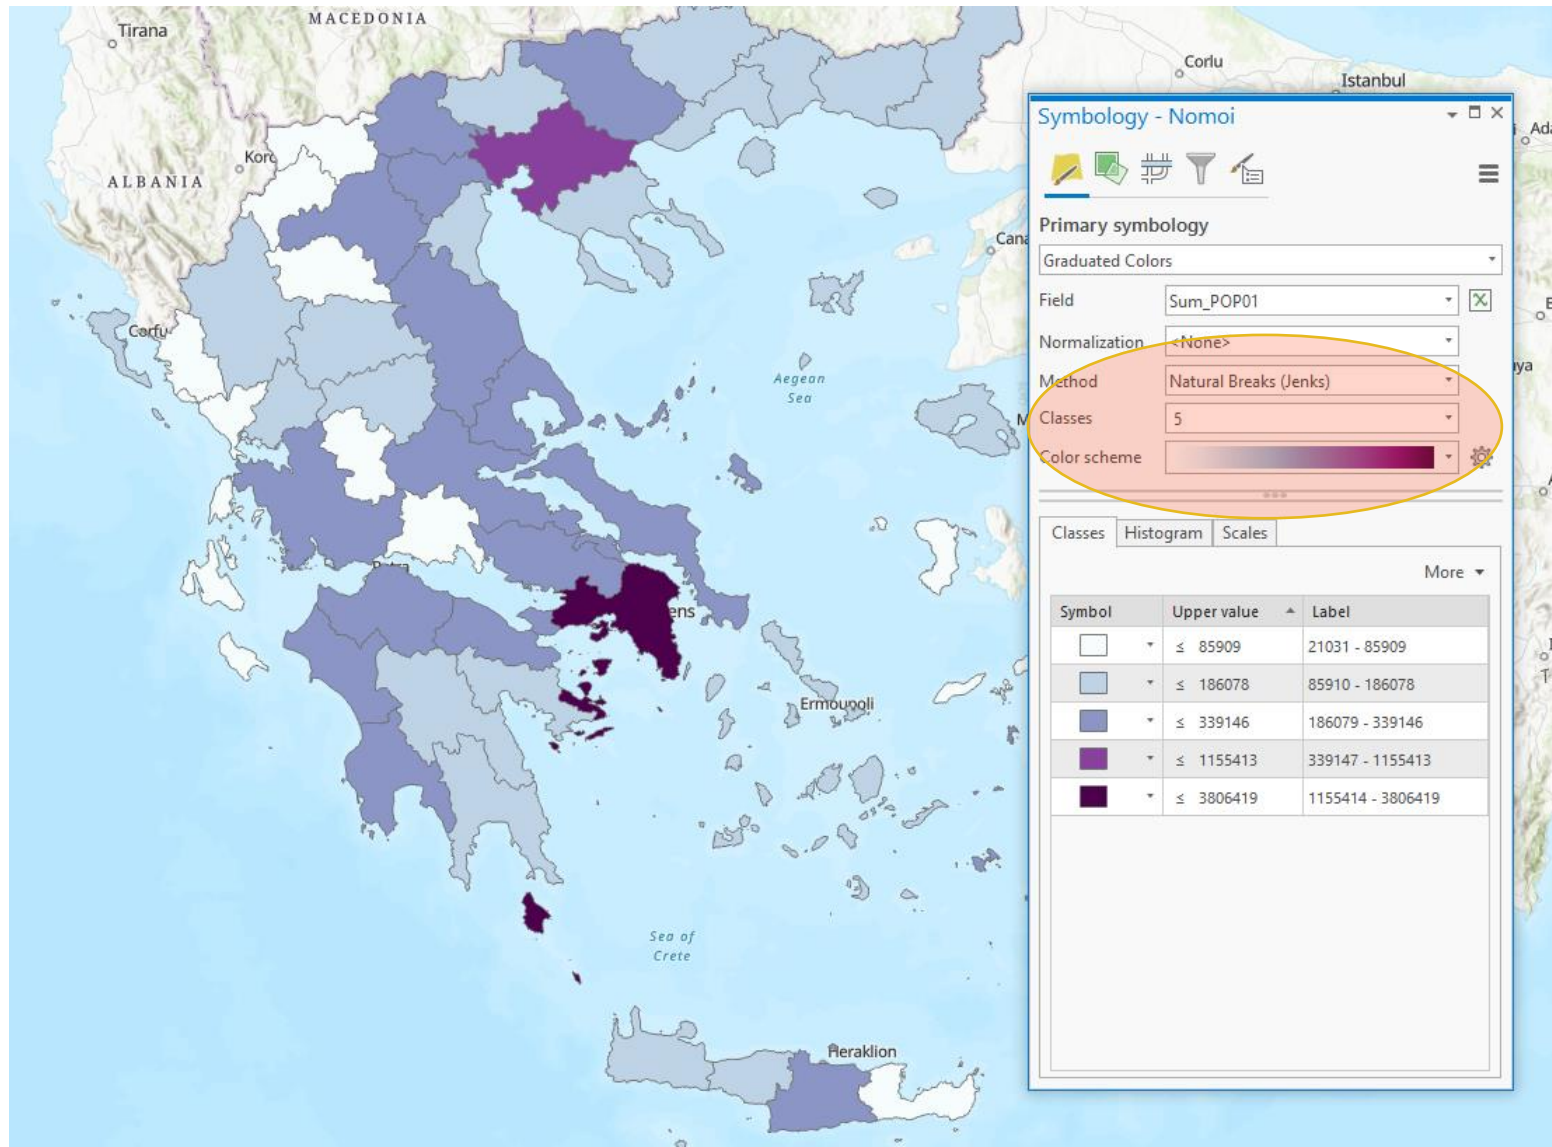 MACEDONIA
Tirana
Corlu
Istanbul
ALBANIA
Corfu
Aegean
Sea
Ermoupoli
Sea of
Crete
Heraklion
Symbology - Nomoi
Primary symbology
Graduated Colors
Field Sum_POP01
Normalization <None>
Method Natural Breaks (Jenks)
Classes 5
Color scheme
Classes Histogram Scales
More
Symbol Upper value Label
≤ 85909 21031 - 85909
≤ 186078 85910 - 186078
≤ 339146 186079 - 339146
≤ 1155413 339147 - 1155413
≤ 3806419 1155414 - 3806419